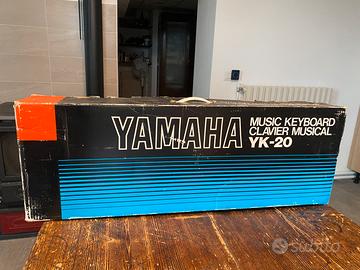 YAMAHA
MUSIC KEYBOARD
CLAVIER MUSICAL
YK-20
subito